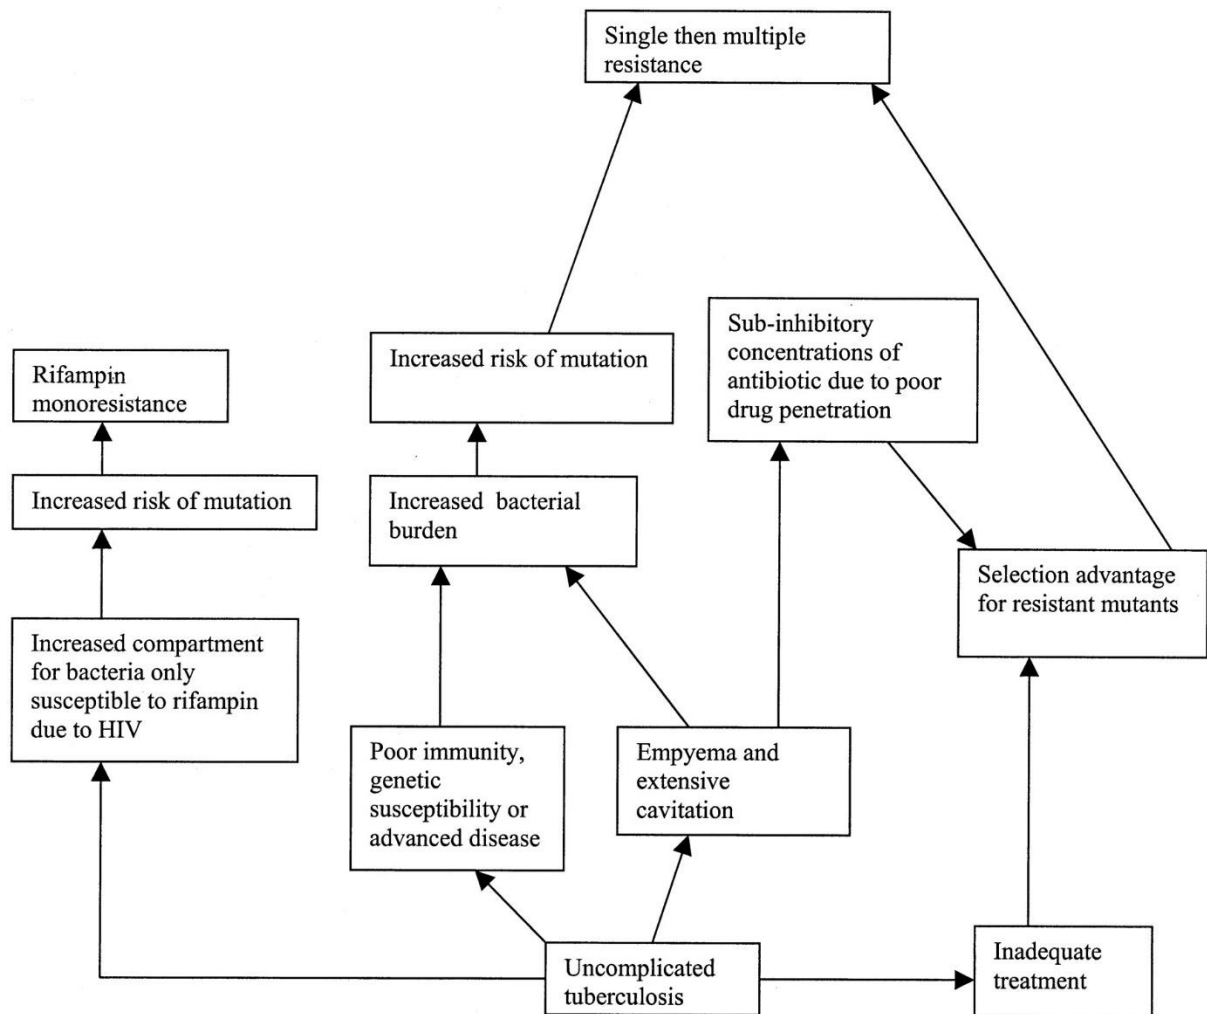 Single then multiple
resistance
Sub-inhibitory
concentrations of
antibiotic due to poor
drug penetration
Increased risk of mutation
Rifampin
monoresistance
Increased risk of mutation
Increased bacterial
burden
Selection advantage
for resistant mutants
Increased compartment
for bacteria only
susceptible to rifampin
due to HIV
Poor immunity,
genetic
susceptibility or
advanced disease
Empyema and
extensive
cavitation
Uncomplicated
tuberculosis
Inadequate
treatment